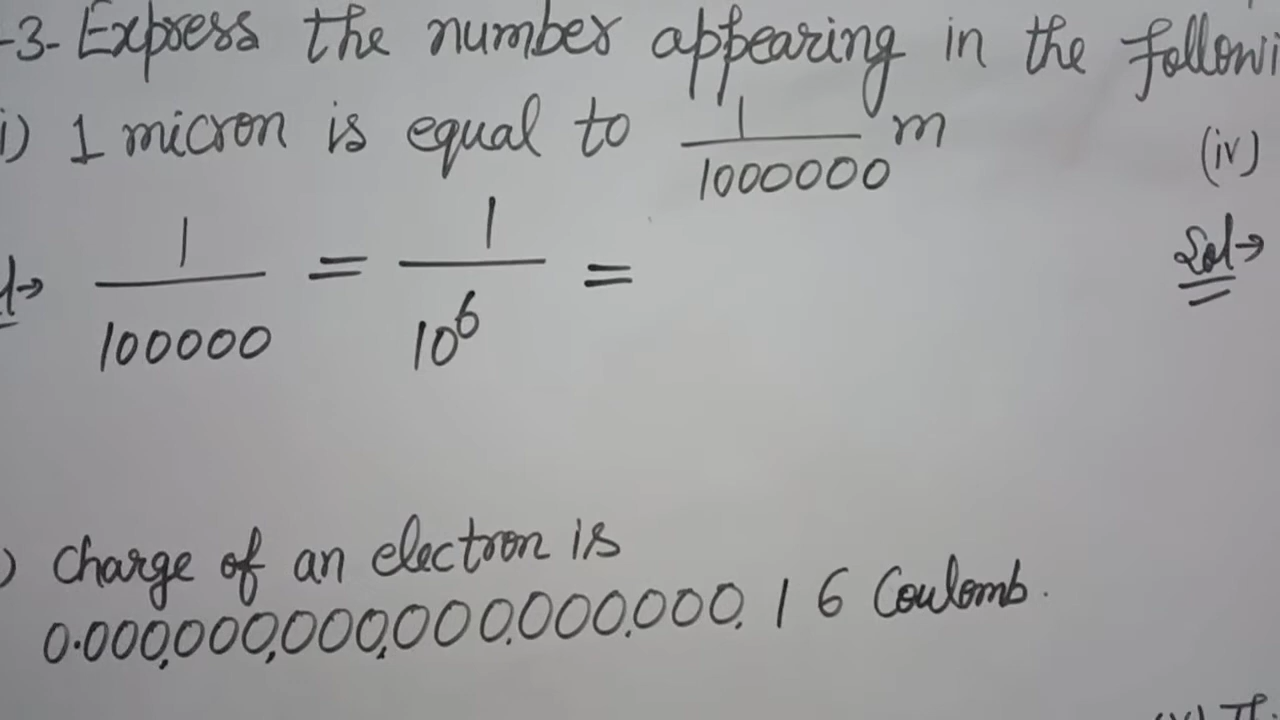 -3- Express the number appearing in the followi
i) 1 micron is equal to 1/1000000 m
(iv)
1/100000 = 1/10^6 =
Sol→
) Charge of an electron is
0.000,000,000,000,000,000,16 Coulomb.